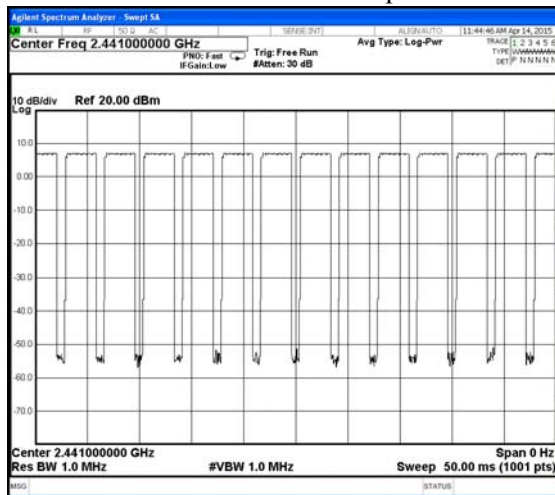 Agilent Spectrum Analyzer - Swept SA
RL RF 50 Ω AC SENSE:INT ALIGN AUTO 11:44:46 AM Apr 14, 2015
Center Freq 2.441000000 GHz
PNO: Fast Trig: Free Run Avg Type: Log-Pwr TRACE 1 2 3 4 5 6
IFGain:Low #Atten: 30 dB TYPE
DET P N N N N N
10 dB/div Ref 20.00 dBm
Log
10.0
0.00
-10.0
-20.0
-30.0
-40.0
-50.0
-60.0
-70.0
Center 2.441000000 GHz Span 0 Hz
Res BW 1.0 MHz #VBW 1.0 MHz Sweep 50.00 ms (1001 pts)
MSG STATUS